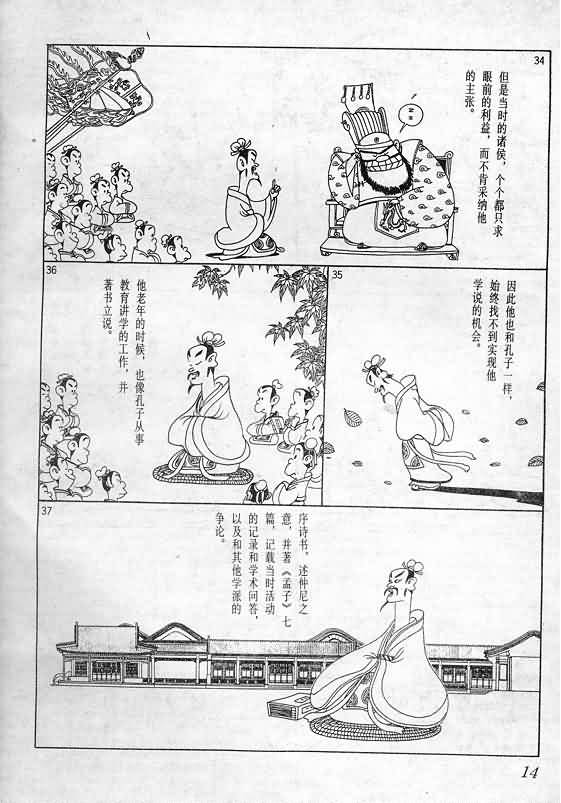 34
但是当时的诸侯，个个都只求
眼前的利益，而不肯采纳他
的主张。
35
因此他也和孔子一样，
始终找不到实现他
学说的机会。
36
他老年的时候，也像孔子从事
教育讲学的工作，并
著书立说。
37
序诗书，述仲尼之
意，并著《孟子》七
篇，记载当时活动
的记录和学术问答，
以及和其他学派的
争论。
14